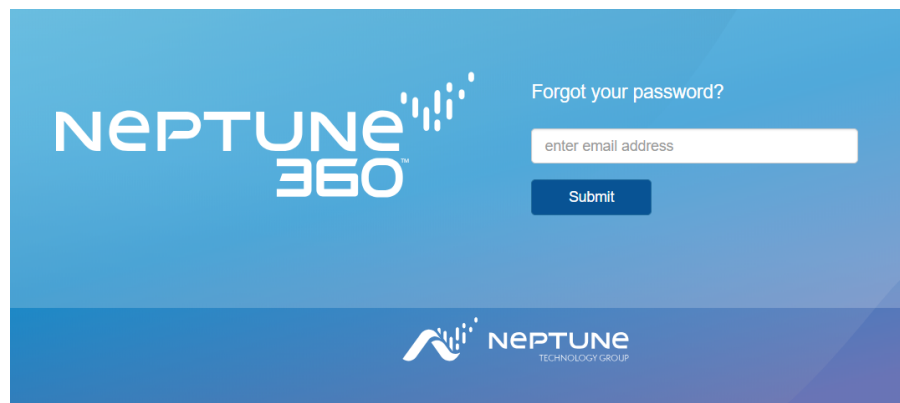 NEPTUNE
360™
Forgot your password?
enter email address
Submit
NEPTUNE
TECHNOLOGY GROUP